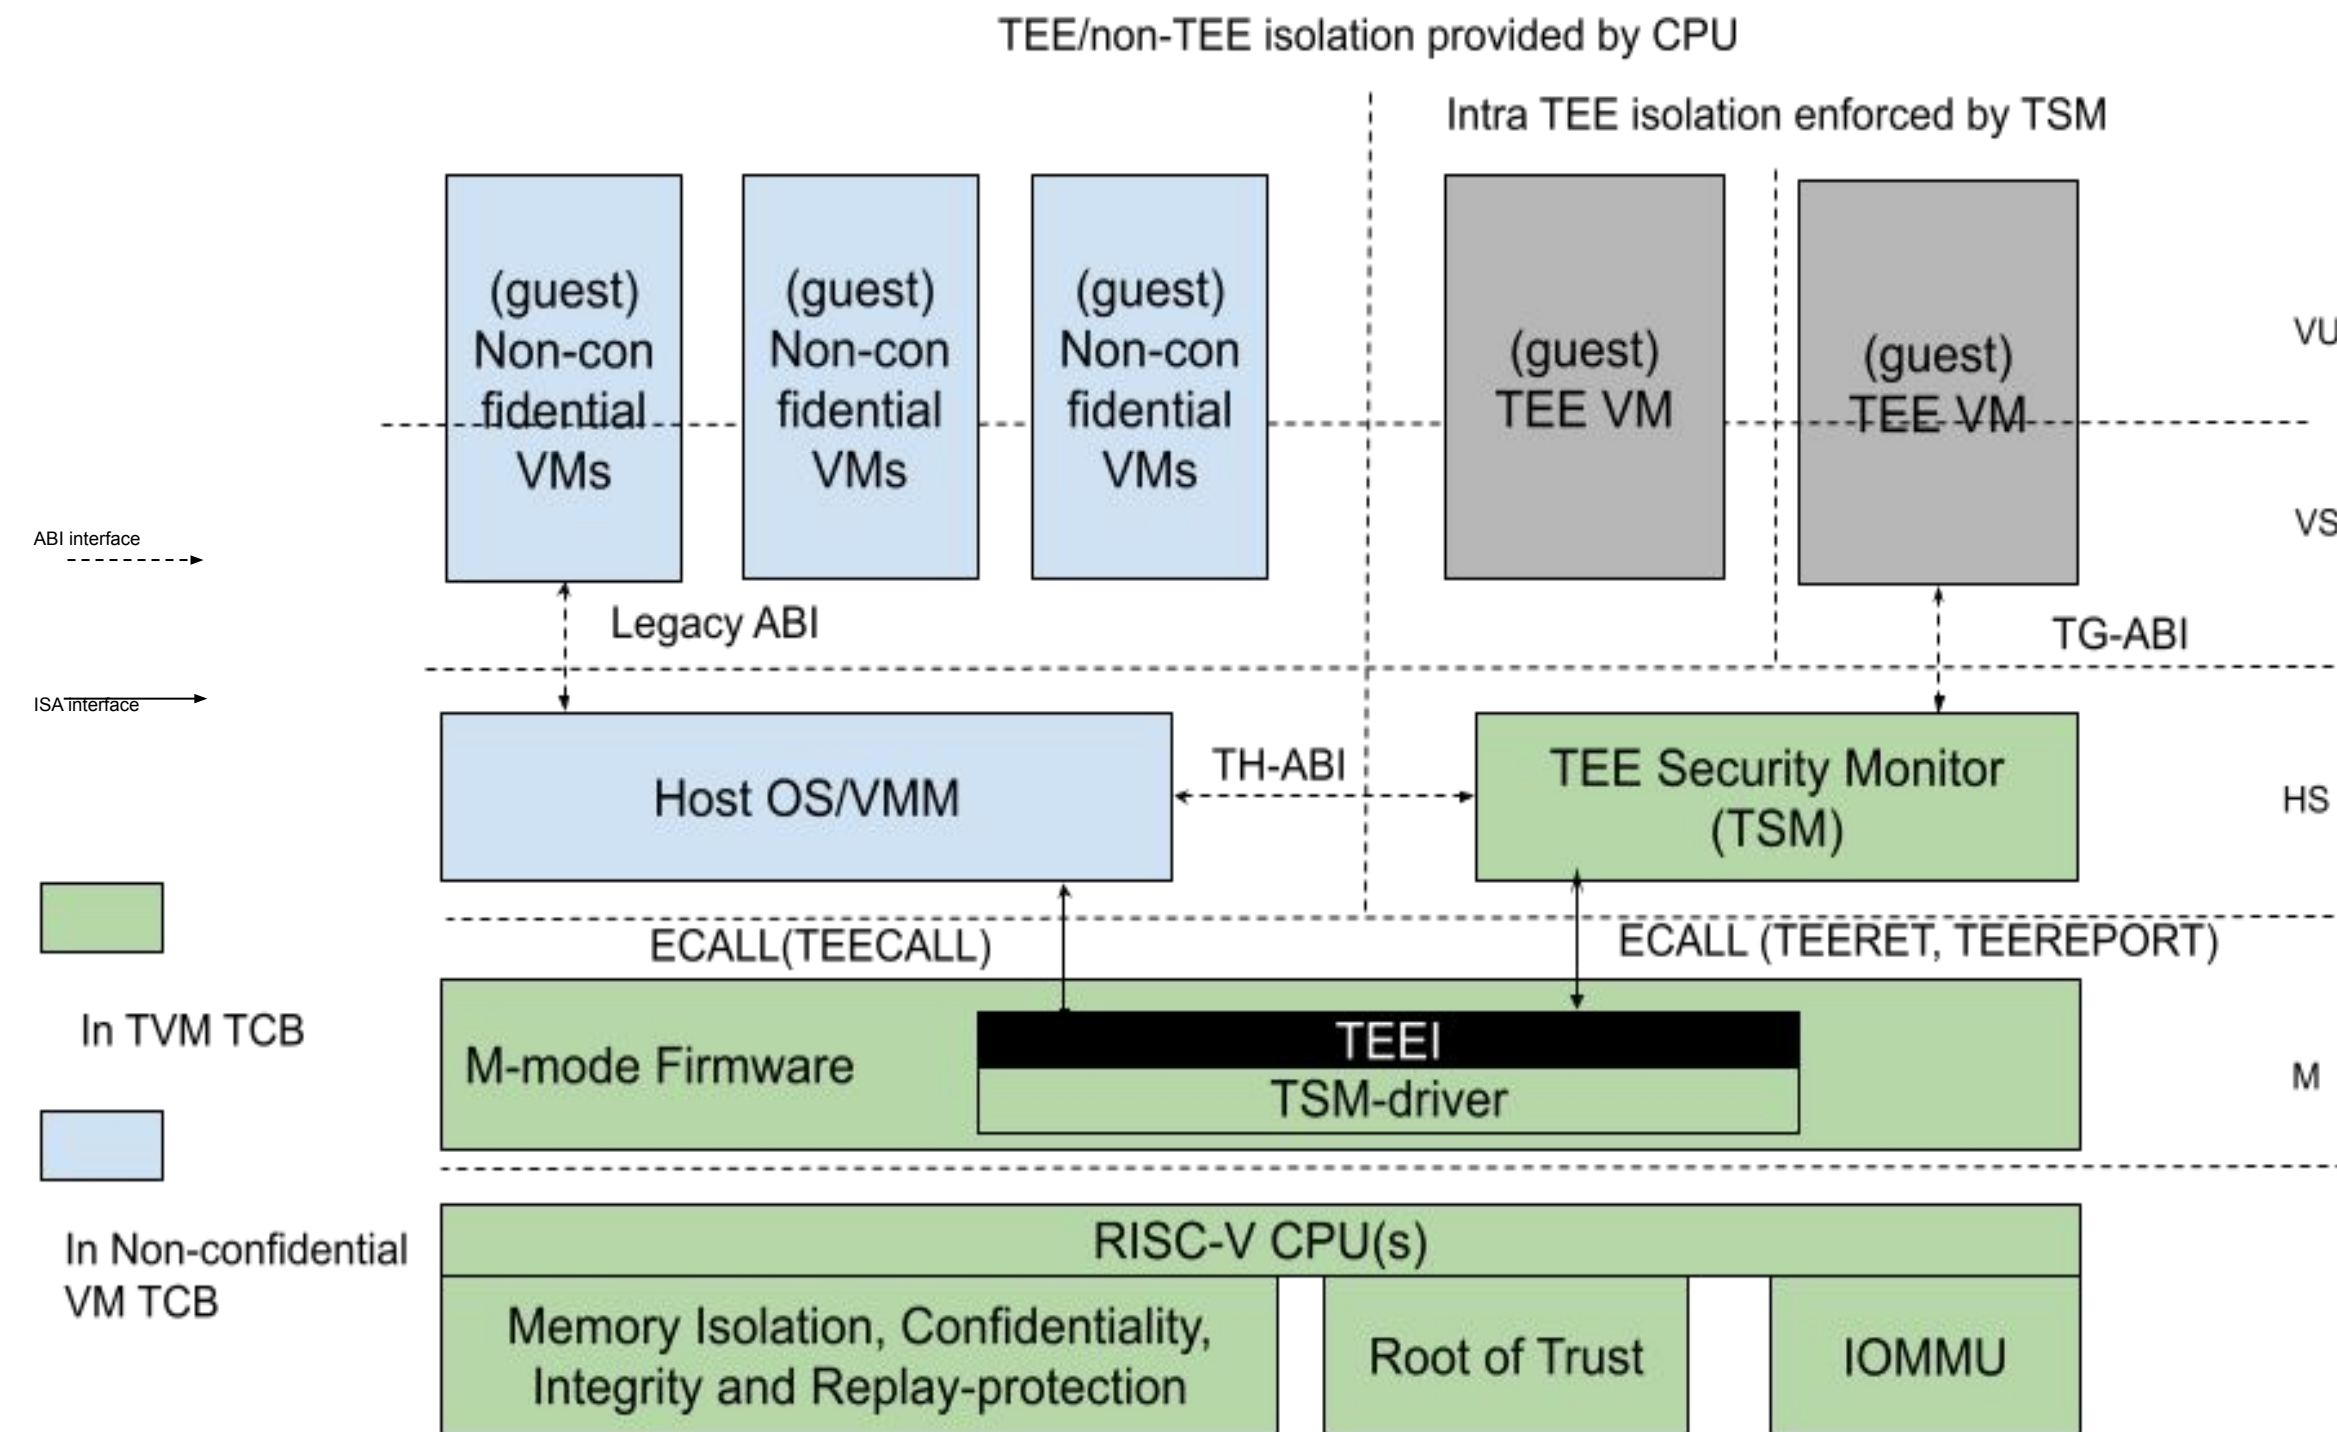 TEE/non-TEE isolation provided by CPU
Intra TEE isolation enforced by TSM
(guest)
Non-con
fidential
VMs
(guest)
Non-con
fidential
VMs
(guest)
Non-con
fidential
VMs
(guest)
TEE VM
(guest)
TEE VM
VU
VS
ABI interface
Legacy ABI
TG-ABI
ISA interface
Host OS/VMM
TH-ABI
TEE Security Monitor
(TSM)
HS
ECALL(TEECALL)
ECALL (TEERET, TEEREPORT)
In TVM TCB
M-mode Firmware
TEEI
TSM-driver
M
In Non-confidential
VM TCB
RISC-V CPU(s)
Memory Isolation, Confidentiality,
Integrity and Replay-protection
Root of Trust
IOMMU